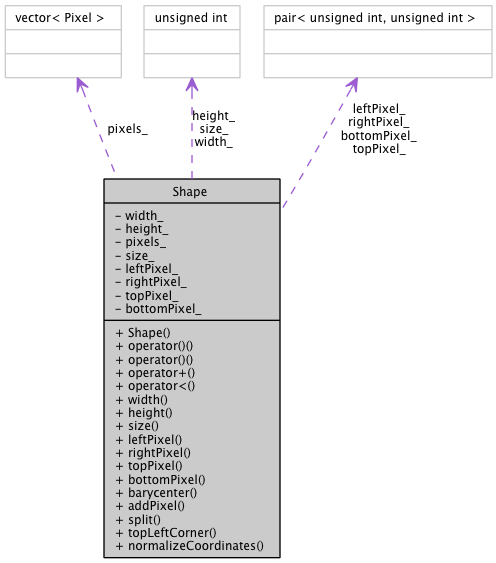 vector< Pixel >
unsigned int
pair< unsigned int, unsigned int >
pixels_
height_
size_
width_
leftPixel_
rightPixel_
bottomPixel_
topPixel_
Shape
- width_
- height_
- pixels_
- size_
- leftPixel_
- rightPixel_
- topPixel_
- bottomPixel_
+ Shape()
+ operator()()
+ operator()()
+ operator+()
+ operator<()
+ width()
+ height()
+ size()
+ leftPixel()
+ rightPixel()
+ topPixel()
+ bottomPixel()
+ barycenter()
+ addPixel()
+ split()
+ topLeftCorner()
+ normalizeCoordinates()